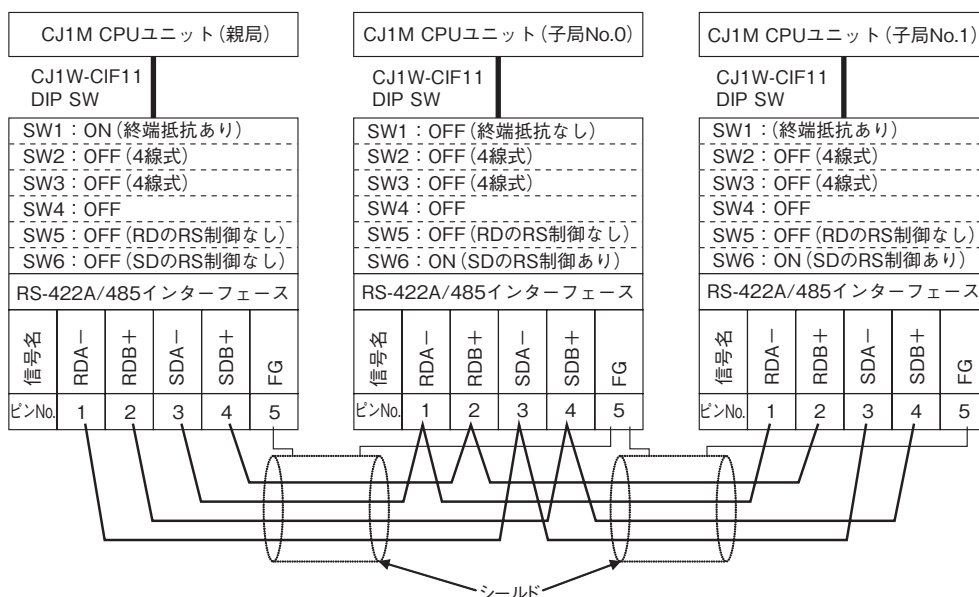 CJ1M CPUユニット(親局)
CJ1W-CIF11
DIP SW
SW1:ON(終端抵抗あり)
SW2:OFF(4線式)
SW3:OFF(4線式)
SW4:OFF
SW5:OFF(RDのRS制御なし)
SW6:OFF(SDのRS制御なし)
RS-422A/485インターフェース
信号名 RDA− RDB+ SDA− SDB+ FG
ピンNo. 1 2 3 4 5
CJ1M CPUユニット(子局No.0)
CJ1W-CIF11
DIP SW
SW1:OFF(終端抵抗なし)
SW2:OFF(4線式)
SW3:OFF(4線式)
SW4:OFF
SW5:OFF(RDのRS制御なし)
SW6:ON(SDのRS制御あり)
RS-422A/485インターフェース
信号名 RDA− RDB+ SDA− SDB+ FG
ピンNo. 1 2 3 4 5
CJ1M CPUユニット(子局No.1)
CJ1W-CIF11
DIP SW
SW1:(終端抵抗あり)
SW2:OFF(4線式)
SW3:OFF(4線式)
SW4:OFF
SW5:OFF(RDのRS制御なし)
SW6:ON(SDのRS制御あり)
RS-422A/485インターフェース
信号名 RDA− RDB+ SDA− SDB+ FG
ピンNo. 1 2 3 4 5
シールド